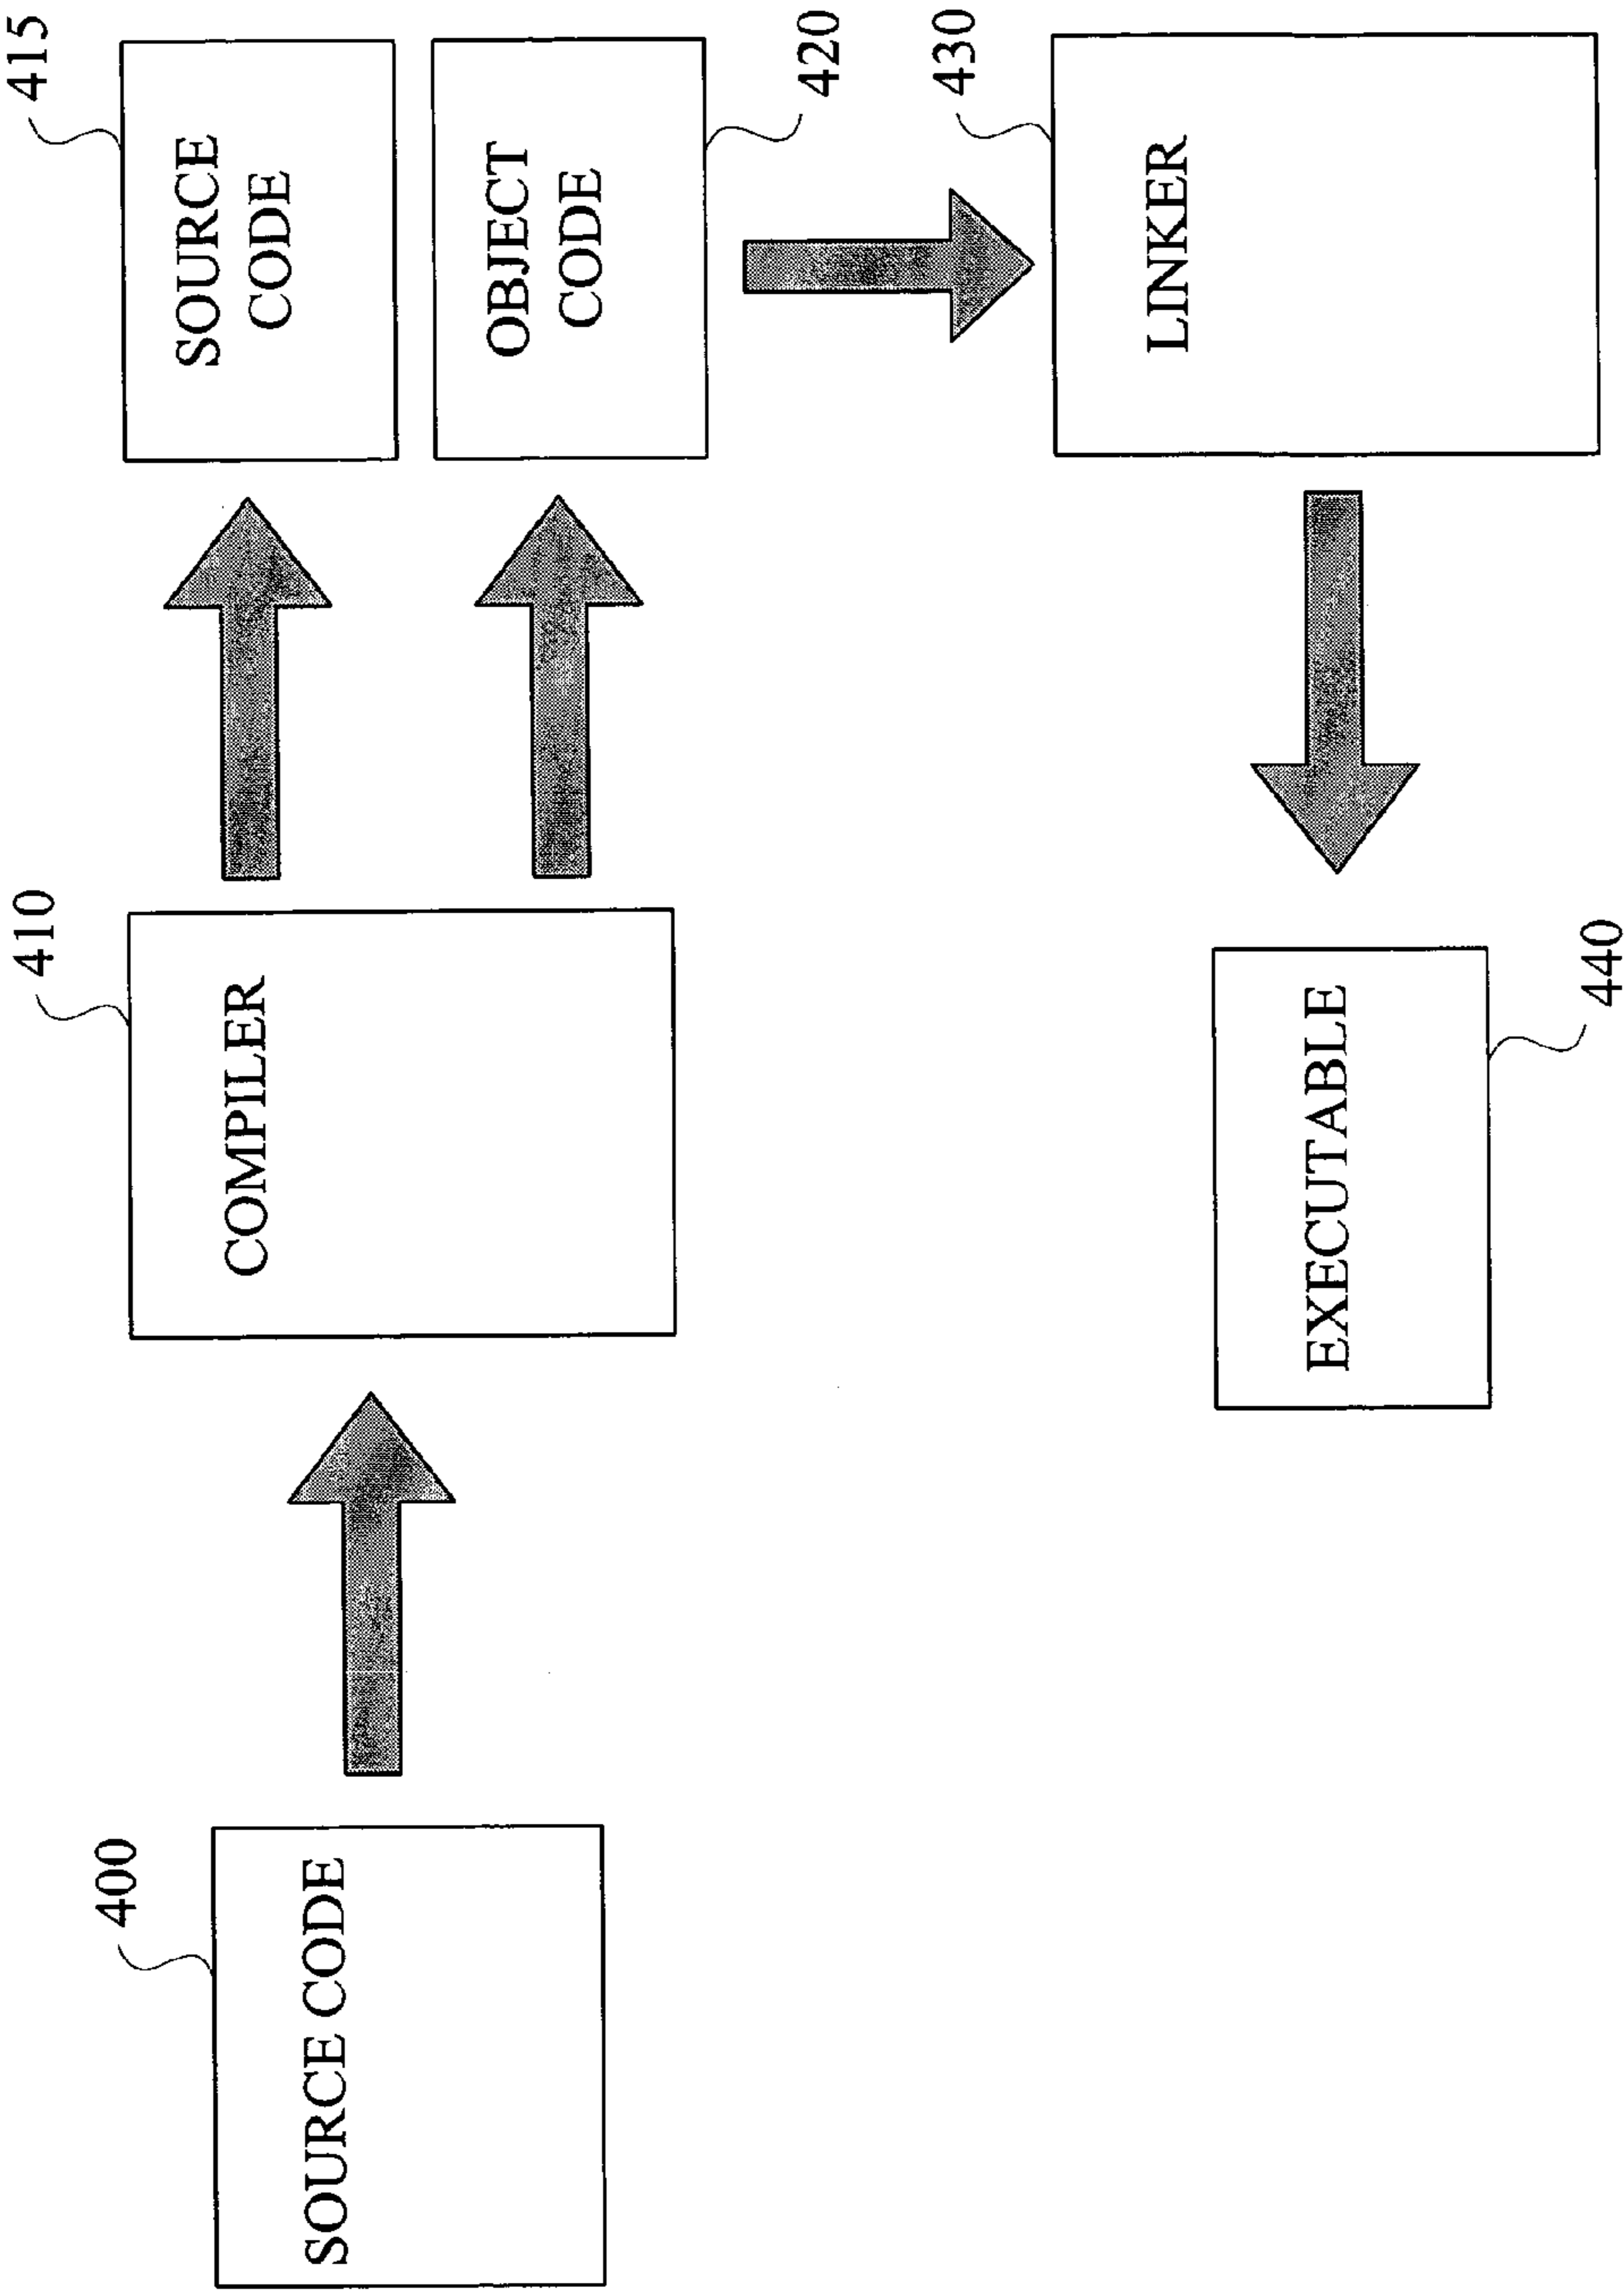 400
SOURCE CODE
410
COMPILER
415
SOURCE
CODE
OBJECT
CODE
420
430
LINKER
EXECUTABLE
440